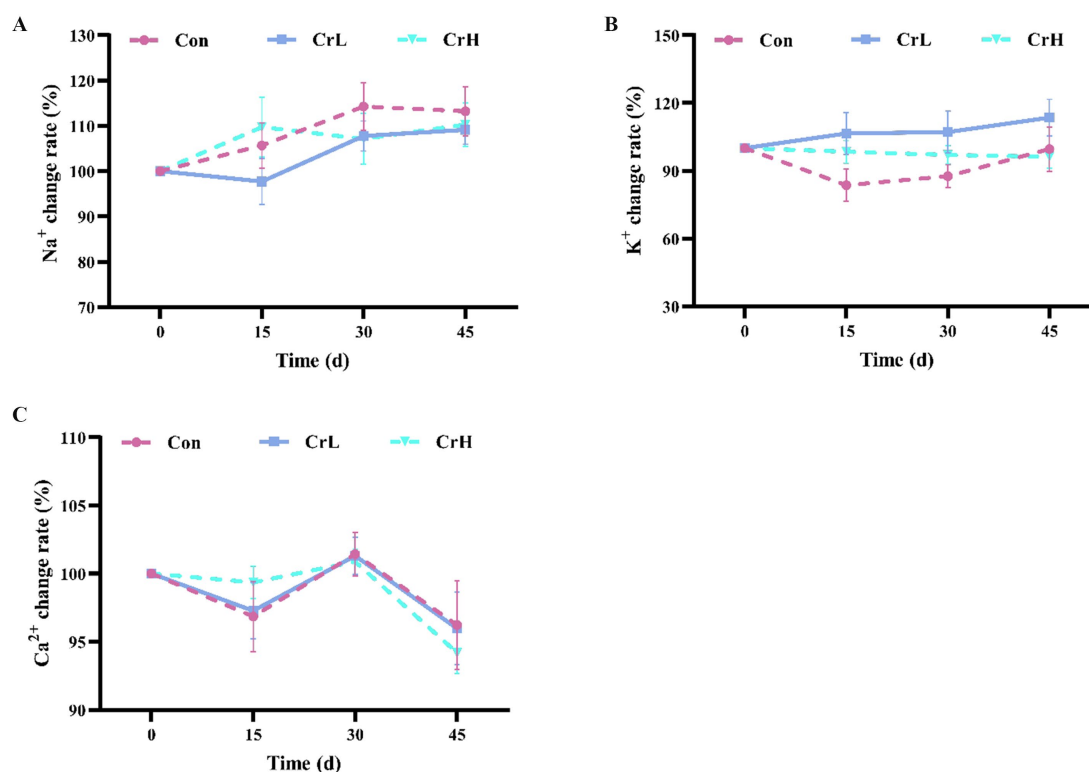 A
Con CrL CrH
Na+ change rate (%)
130
120
110
100
90
80
70
0 15 30 45
Time (d)
B
Con CrL CrH
K+ change rate (%)
150
120
90
60
30
0 15 30 45
Time (d)
C
Con CrL CrH
Ca2+ change rate (%)
110
105
100
95
90
0 15 30 45
Time (d)